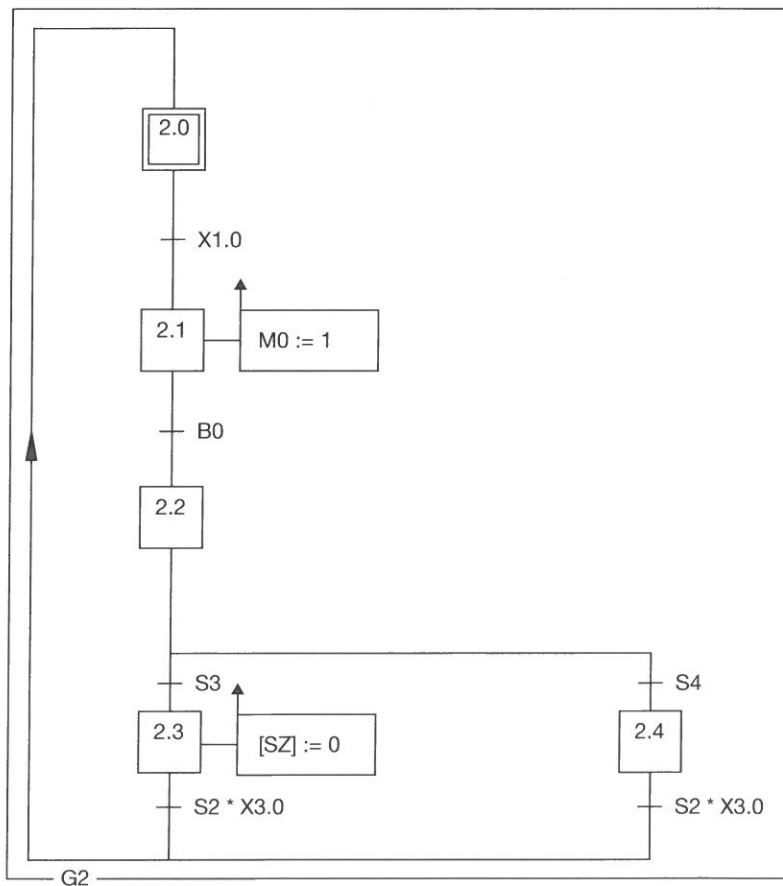 2.0
X1.0
2.1
M0 := 1
B0
2.2
S3
S4
2.3
[SZ] := 0
2.4
S2 * X3.0
S2 * X3.0
G2